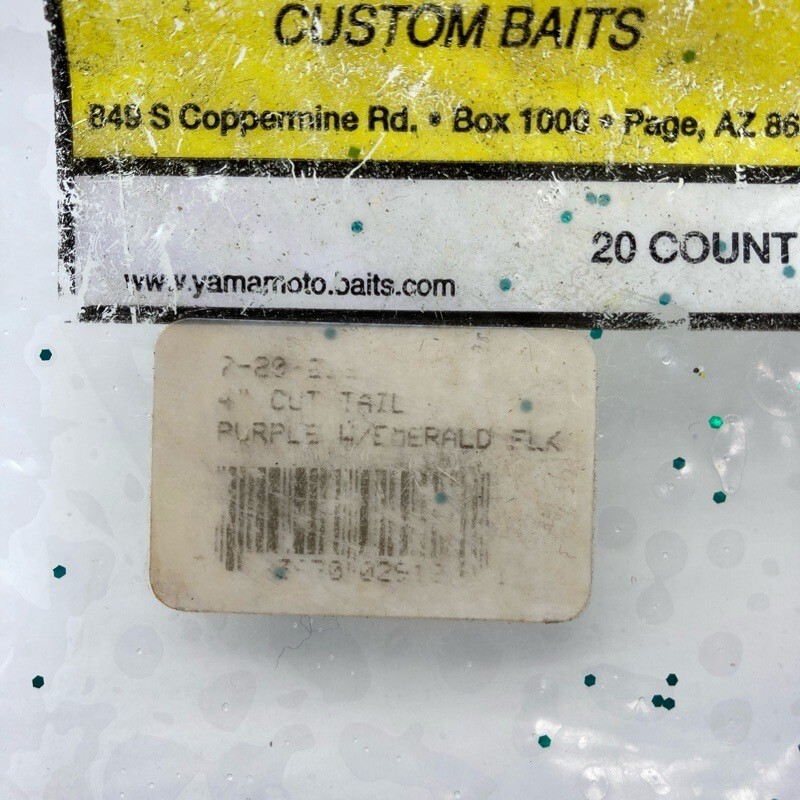 CUSTOM BAITS
849 S Coppermine Rd. • Box 1000 • Page, AZ 86
20 COUNT
www.yamamoto.baits.com
4" CUT TAIL
PURPLE W/EMERALD FLK